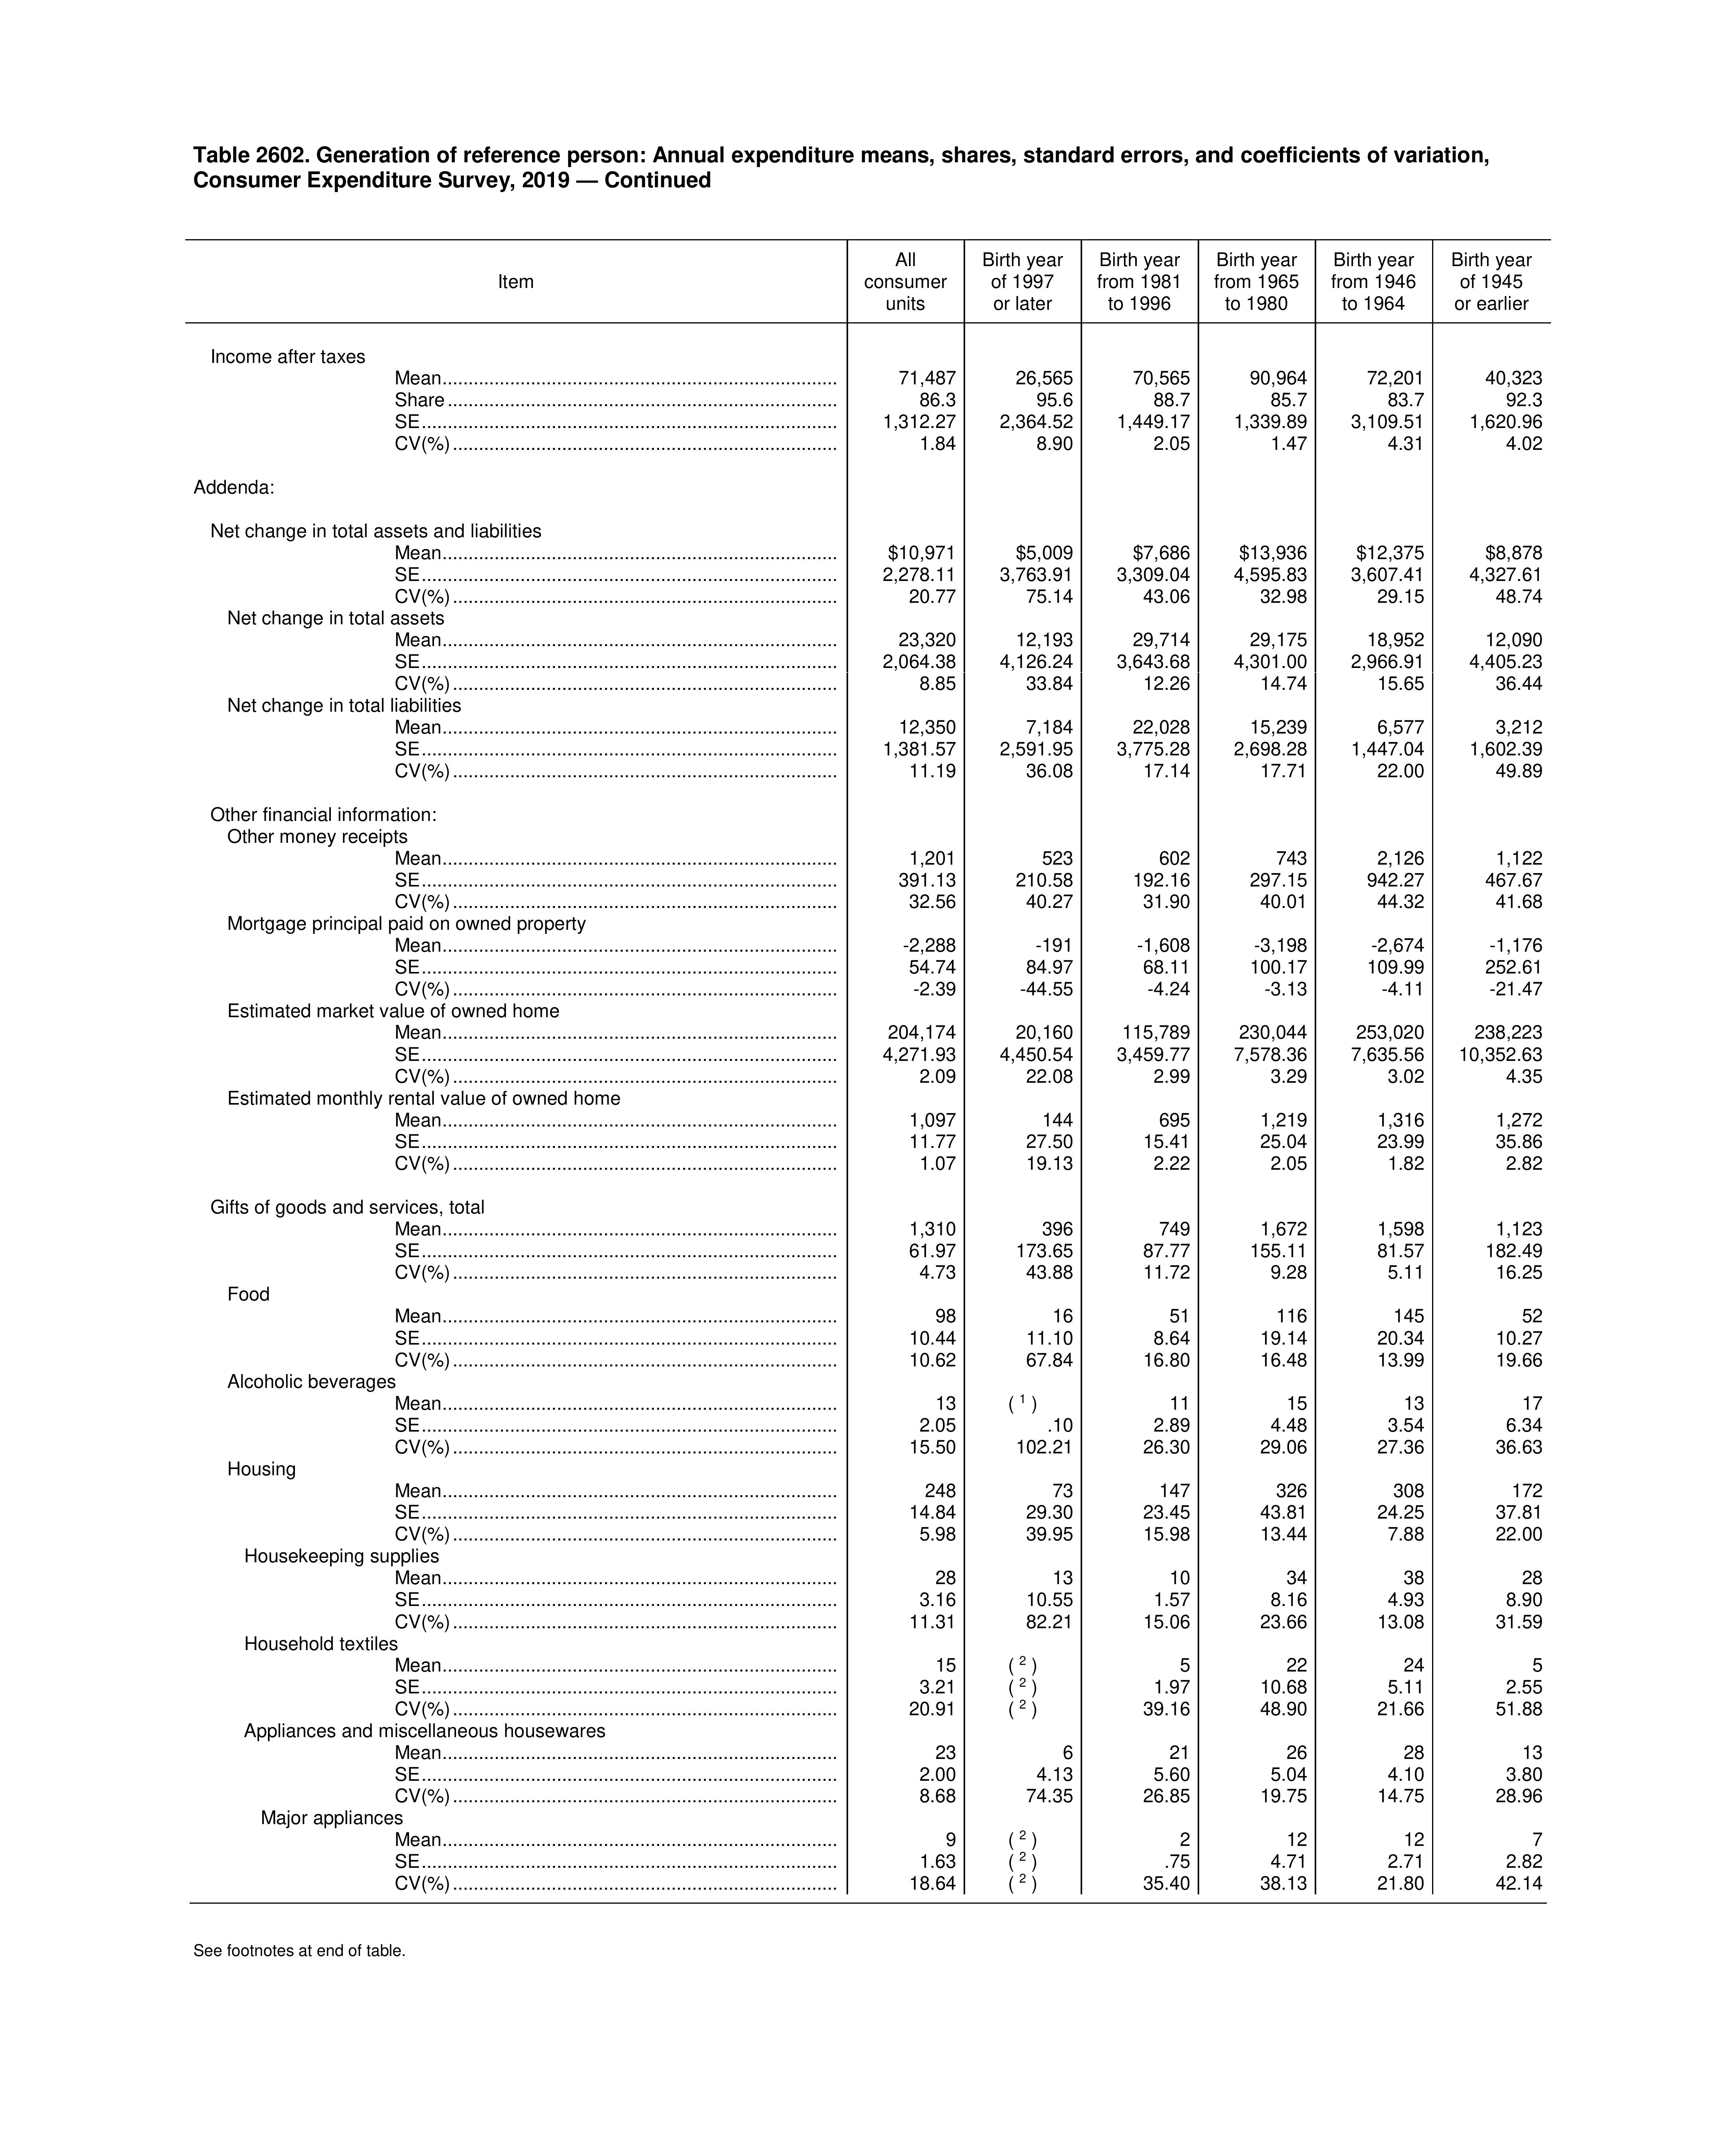 Table 2602. Generation of reference person: Annual expenditure means, shares, standard errors, and coefficients of variation,
Consumer Expenditure Survey, 2019 — Continued
Item | All consumer units | Birth year of 1997 or later | Birth year from 1981 to 1996 | Birth year from 1965 to 1980 | Birth year from 1946 to 1964 | Birth year of 1945 or earlier
Income after taxes
Mean 71,487 26,565 70,565 90,964 72,201 40,323
Share 86.3 95.6 88.7 85.7 83.7 92.3
SE 1,312.27 2,364.52 1,449.17 1,339.89 3,109.51 1,620.96
CV(%) 1.84 8.90 2.05 1.47 4.31 4.02
Addenda:
Net change in total assets and liabilities
Mean $10,971 $5,009 $7,686 $13,936 $12,375 $8,878
SE 2,278.11 3,763.91 3,309.04 4,595.83 3,607.41 4,327.61
CV(%) 20.77 75.14 43.06 32.98 29.15 48.74
Net change in total assets
Mean 23,320 12,193 29,714 29,175 18,952 12,090
SE 2,064.38 4,126.24 3,643.68 4,301.00 2,966.91 4,405.23
CV(%) 8.85 33.84 12.26 14.74 15.65 36.44
Net change in total liabilities
Mean 12,350 7,184 22,028 15,239 6,577 3,212
SE 1,381.57 2,591.95 3,775.28 2,698.28 1,447.04 1,602.39
CV(%) 11.19 36.08 17.14 17.71 22.00 49.89
Other financial information:
Other money receipts
Mean 1,201 523 602 743 2,126 1,122
SE 391.13 210.58 192.16 297.15 942.27 467.67
CV(%) 32.56 40.27 31.90 40.01 44.32 41.68
Mortgage principal paid on owned property
Mean -2,288 -191 -1,608 -3,198 -2,674 -1,176
SE 54.74 84.97 68.11 100.17 109.99 252.61
CV(%) -2.39 -44.55 -4.24 -3.13 -4.11 -21.47
Estimated market value of owned home
Mean 204,174 20,160 115,789 230,044 253,020 238,223
SE 4,271.93 4,450.54 3,459.77 7,578.36 7,635.56 10,352.63
CV(%) 2.09 22.08 2.99 3.29 3.02 4.35
Estimated monthly rental value of owned home
Mean 1,097 144 695 1,219 1,316 1,272
SE 11.77 27.50 15.41 25.04 23.99 35.86
CV(%) 1.07 19.13 2.22 2.05 1.82 2.82
Gifts of goods and services, total
Mean 1,310 396 749 1,672 1,598 1,123
SE 61.97 173.65 87.77 155.11 81.57 182.49
CV(%) 4.73 43.88 11.72 9.28 5.11 16.25
Food
Mean 98 16 51 116 145 52
SE 10.44 11.10 8.64 19.14 20.34 10.27
CV(%) 10.62 67.84 16.80 16.48 13.99 19.66
Alcoholic beverages
Mean 13 ( 1 ) 11 15 13 17
SE 2.05 .10 2.89 4.48 3.54 6.34
CV(%) 15.50 102.21 26.30 29.06 27.36 36.63
Housing
Mean 248 73 147 326 308 172
SE 14.84 29.30 23.45 43.81 24.25 37.81
CV(%) 5.98 39.95 15.98 13.44 7.88 22.00
Housekeeping supplies
Mean 28 13 10 34 38 28
SE 3.16 10.55 1.57 8.16 4.93 8.90
CV(%) 11.31 82.21 15.06 23.66 13.08 31.59
Household textiles
Mean 15 ( 2 ) 5 22 24 5
SE 3.21 ( 2 ) 1.97 10.68 5.11 2.55
CV(%) 20.91 ( 2 ) 39.16 48.90 21.66 51.88
Appliances and miscellaneous housewares
Mean 23 6 21 26 28 13
SE 2.00 4.13 5.60 5.04 4.10 3.80
CV(%) 8.68 74.35 26.85 19.75 14.75 28.96
Major appliances
Mean 9 ( 2 ) 2 12 12 7
SE 1.63 ( 2 ) .75 4.71 2.71 2.82
CV(%) 18.64 ( 2 ) 35.40 38.13 21.80 42.14
See footnotes at end of table.